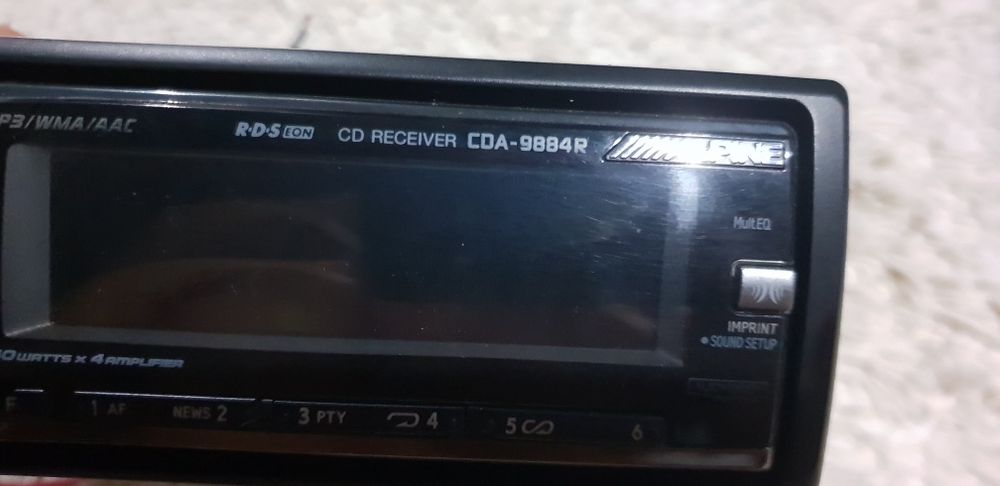 P3/WMA/AAC R·D·S EON CD RECEIVER CDA-9884R ALPINE
MultEQ
IMPRINT
• SOUND SETUP
0 WATTS x 4 AMPLIFIER
F 1 AF NEWS 2 3 PTY 4 5 6